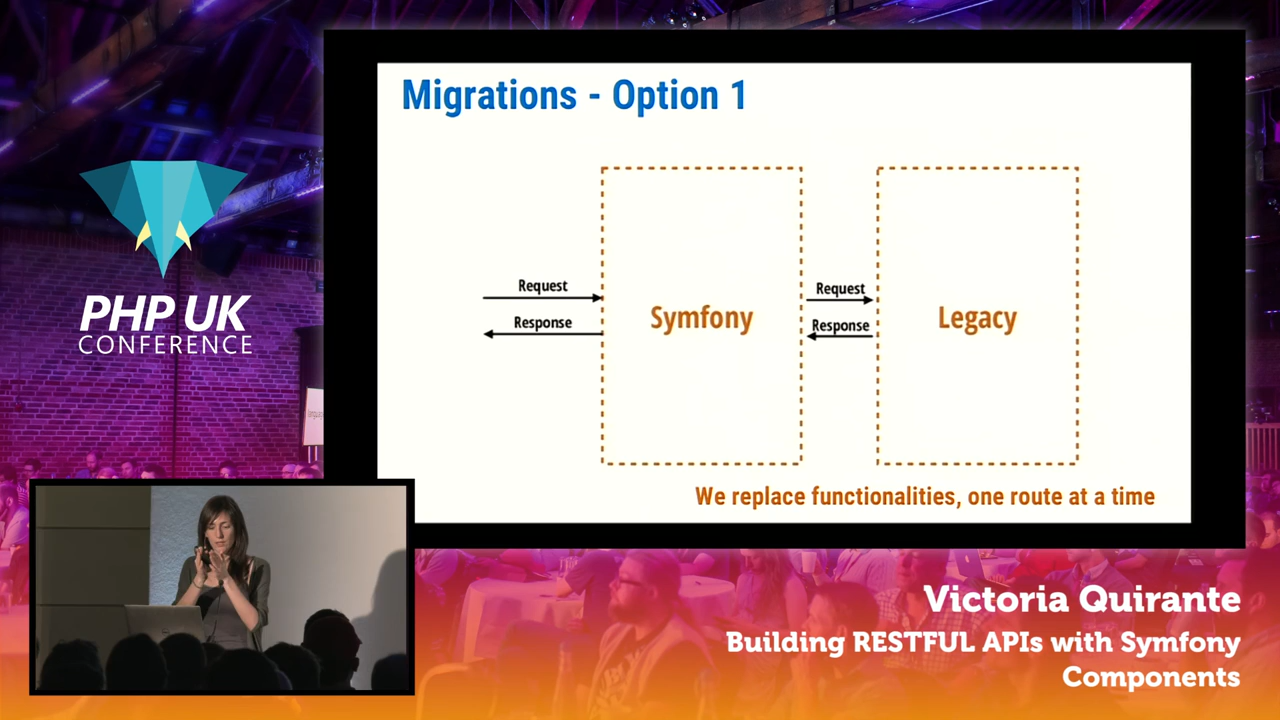 Migrations - Option 1
Request
Response
Symfony
Request
Response
Legacy
We replace functionalities, one route at a time
PHP UK
CONFERENCE
Victoria Quirante
Building RESTFUL APIs with Symfony
Components